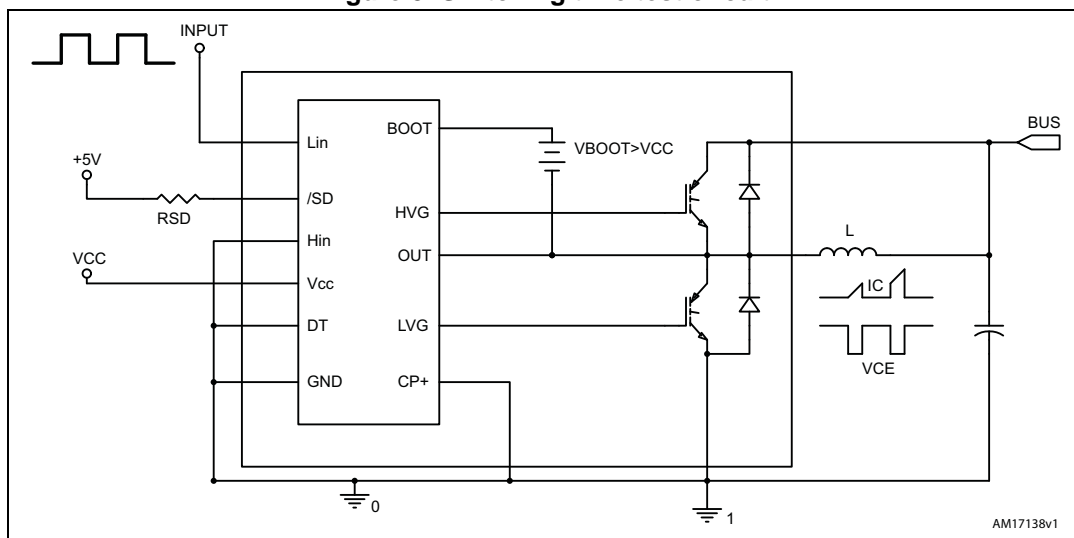 INPUT
BUS
BOOT
Lin
VBOOT>VCC
+5V
/SD
RSD
HVG
Hin
L
OUT
VCC
IC
Vcc
DT
LVG
VCE
GND
CP+
0
1
AM17138v1